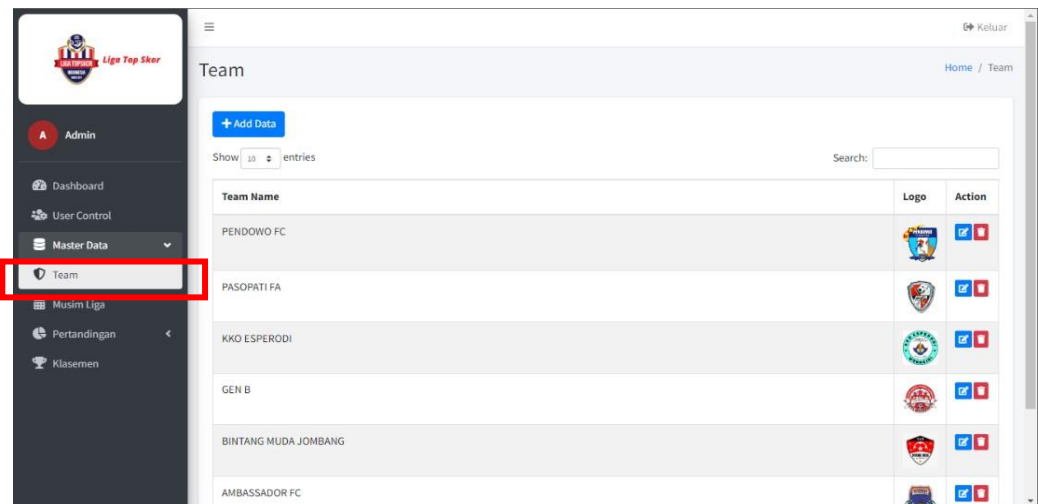 Liga Top Skor
Keluar
Team
Home / Team
A Admin
+ Add Data
Show 10 entries
Search:
Dashboard
User Control
Master Data
Team
Musim Liga
Pertandingan
Klasemen
Team Name Logo Action
PENDOWO FC
PASOPATI FA
KKO ESPERODI
GEN B
BINTANG MUDA JOMBANG
AMBASSADOR FC